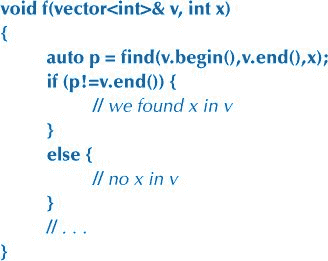 void f(vector<int>& v, int x)
{
auto p = find(v.begin(),v.end(),x);
if (p!=v.end()) {
// we found x in v
}
else {
// no x in v
}
// . . .
}